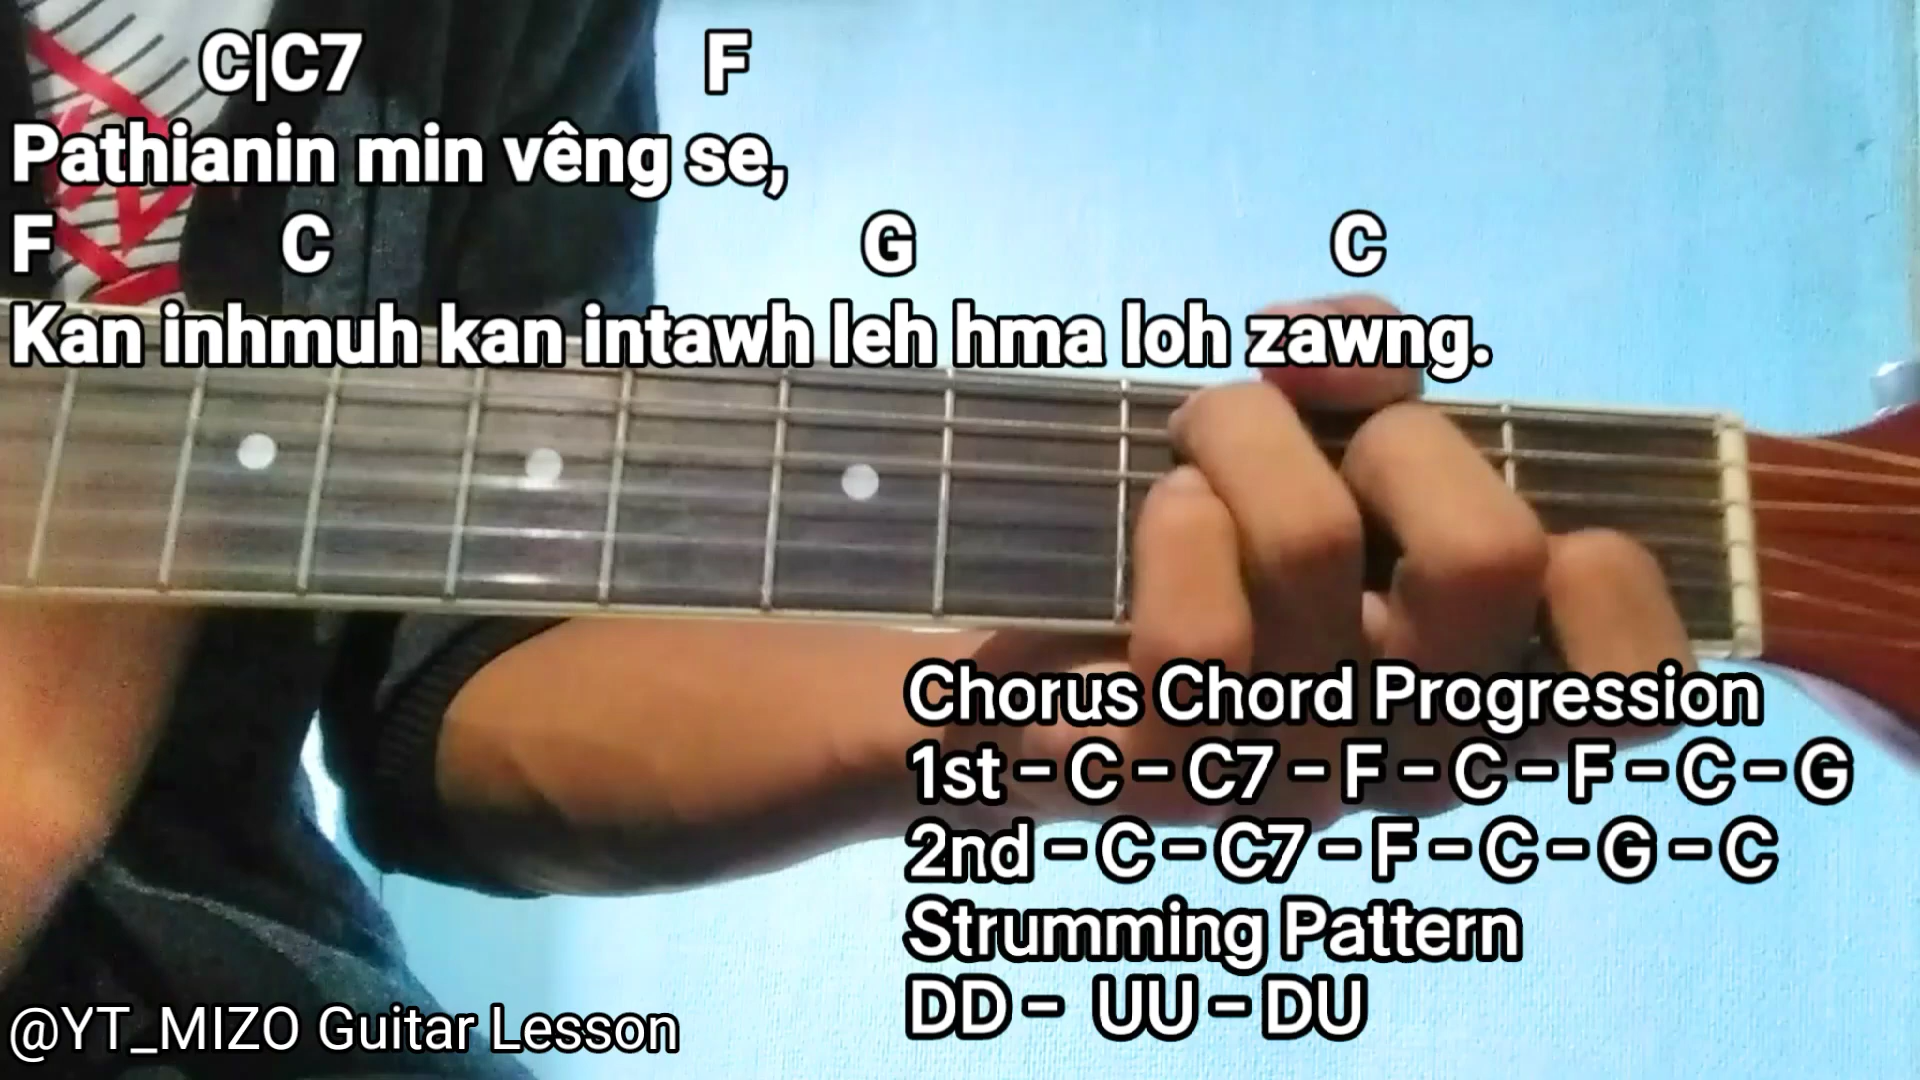 C|C7 F
Pathianin min vêng se,
F C G C
Kan inhmuh kan intawh leh hma loh zawng.
Chorus Chord Progression
1st - C - C7 - F - C - F - C - G
2nd - C - C7 - F - C - G - C
Strumming Pattern
DD - UU - DU
@YT_MIZO Guitar Lesson